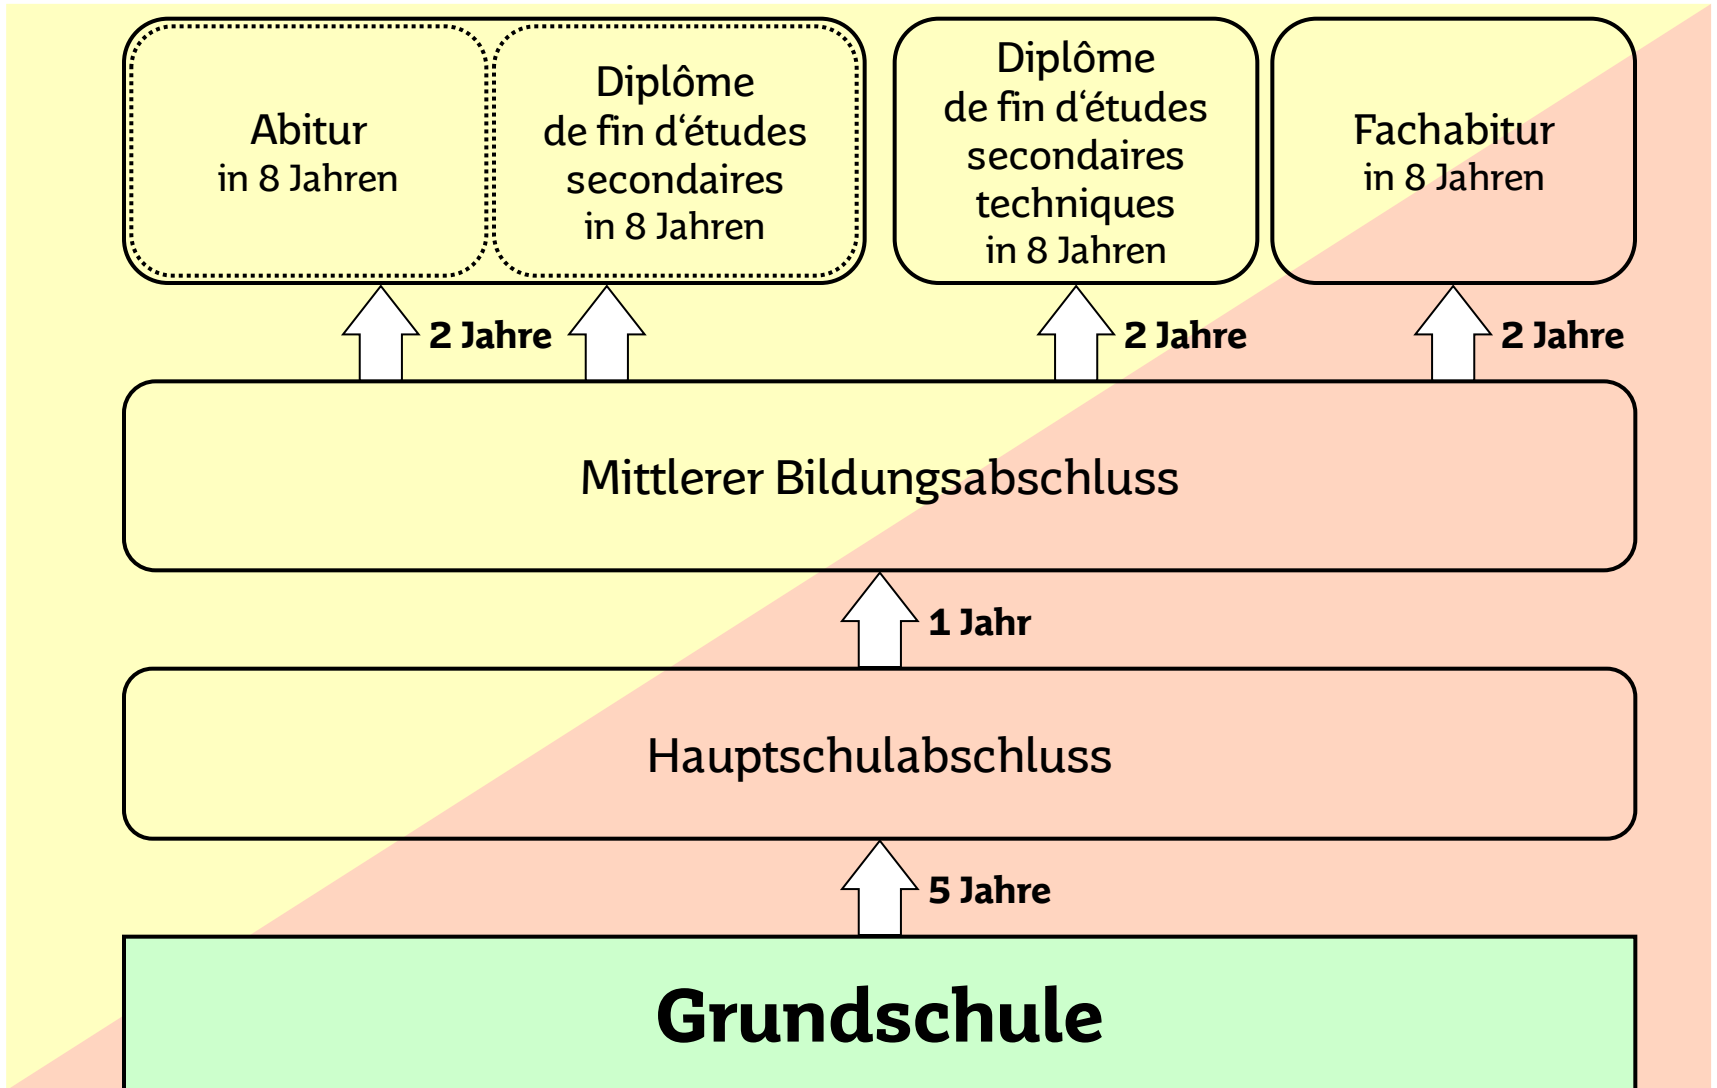 Abitur
in 8 Jahren
Diplôme
de fin d‘études
secondaires
in 8 Jahren
Diplôme
de fin d‘études
secondaires
techniques
in 8 Jahren
Fachabitur
in 8 Jahren
2 Jahre
2 Jahre
2 Jahre
Mittlerer Bildungsabschluss
1 Jahr
Hauptschulabschluss
5 Jahre
Grundschule